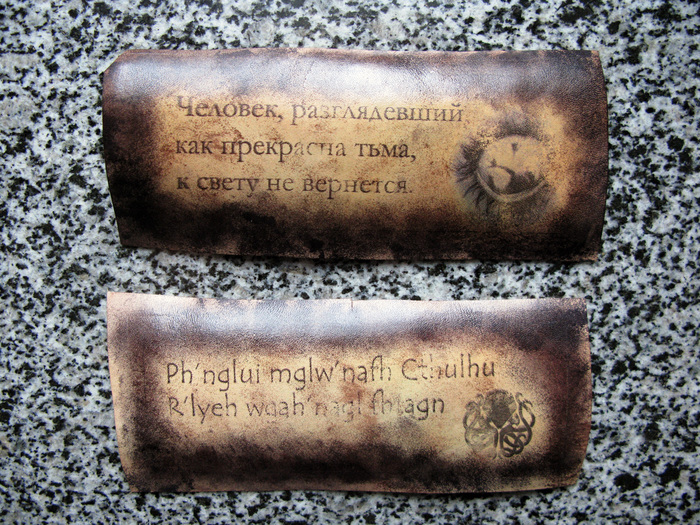 Человек, разглядевший,
как прекрасна тьма,
к свету не вернется.
Ph'nglui mglw'nafh Cthulhu
R'lyeh wgah'nagl fhtagn